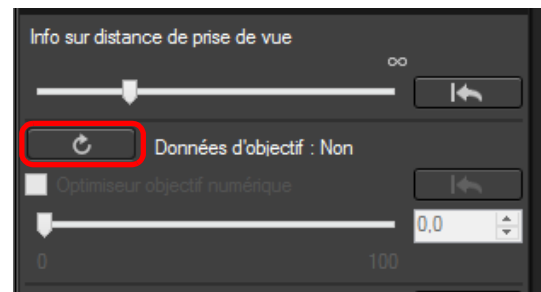 Info sur distance de prise de vue
∞
Données d'objectif : Non
Optimiseur objectif numérique
0,0
0 100